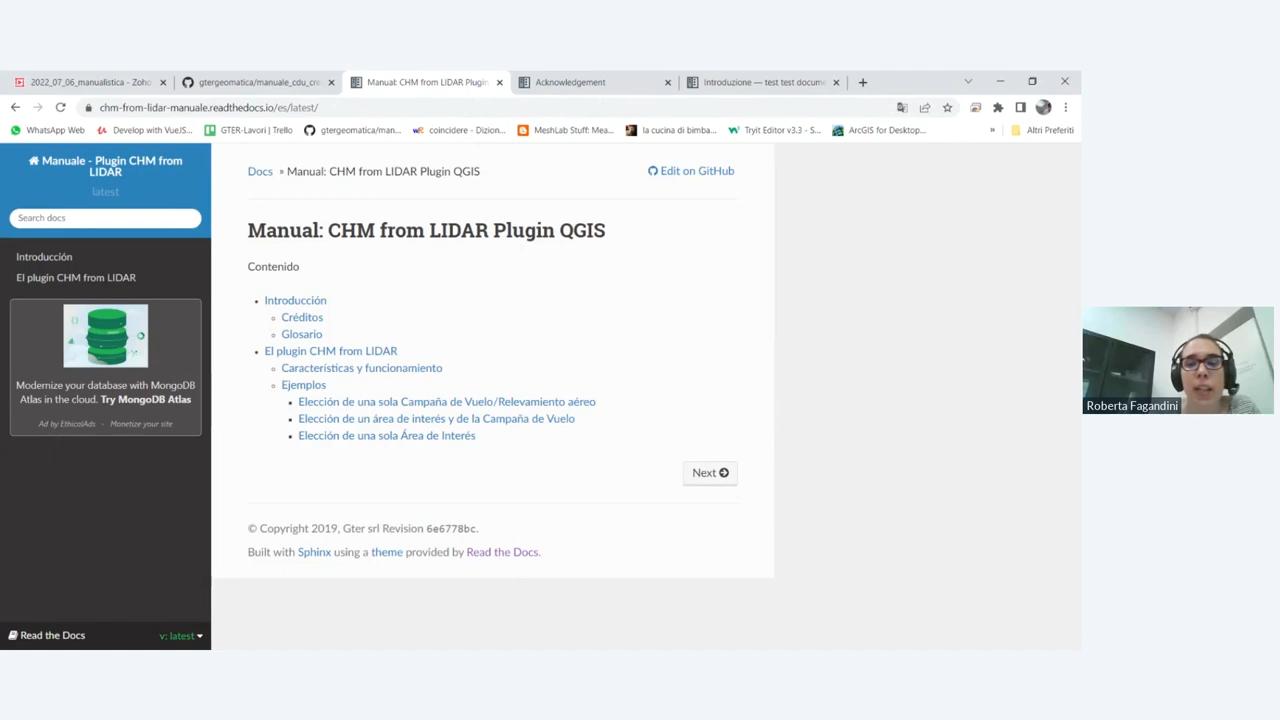 2022_07_06_manualistica - Zoho
gtergeomatica/manuale_cdu_cre
Manual: CHM from LIDAR Plugin
Acknowledgement
Introduzione — test test docume
chm-from-lidar-manuale.readthedocs.io/es/latest/
WhatsApp Web
Develop with VueJS...
GTER-Lavori | Trello
gtergeomatica/man...
coincidere - Dizion...
MeshLab Stuff: Mea...
la cucina di bimba...
Tryit Editor v3.3 - S...
ArcGIS for Desktop...
»
Altri Preferiti
Manuale - Plugin CHM from
LIDAR
latest
Search docs
Introducción
El plugin CHM from LIDAR
Modernize your database with MongoDB
Atlas in the cloud. Try MongoDB Atlas
Ad by EthicalAds · Monetize your site
Read the Docs
v: latest
Docs » Manual: CHM from LIDAR Plugin QGIS
Edit on GitHub
Manual: CHM from LIDAR Plugin QGIS
Contenido
Introducción
Créditos
Glosario
El plugin CHM from LIDAR
Características y funcionamiento
Ejemplos
Elección de una sola Campaña de Vuelo/Relevamiento aéreo
Elección de un área de interés y de la Campaña de Vuelo
Elección de una sola Área de Interés
Next
© Copyright 2019, Gter srl Revision 6e6778bc.
Built with Sphinx using a theme provided by Read the Docs.
Roberta Fagandini